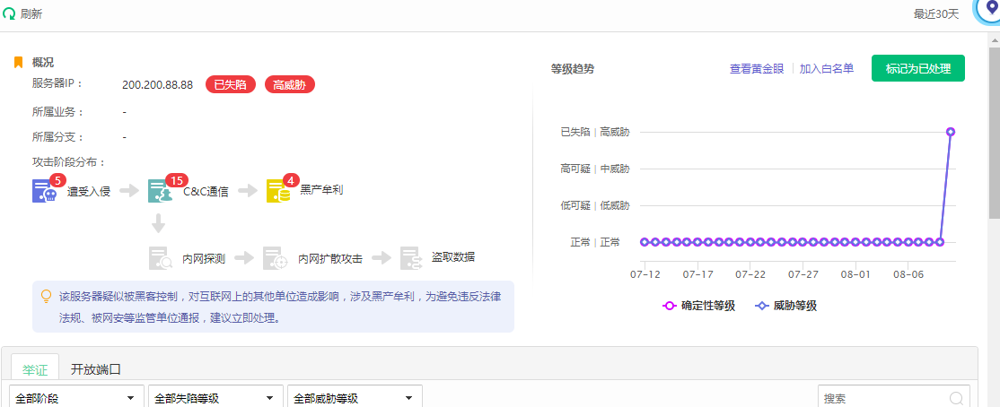 刷新
最近30天
概况
服务器IP：
200.200.88.88 已失陷 高威胁
所属业务：
-
所属分支：
-
攻击阶段分布：
5 遭受入侵
15 C&C通信
4 黑产牟利
内网探测
内网扩散攻击
盗取数据
该服务器疑似被黑客控制，对互联网上的其他单位造成影响，涉及黑产牟利，为避免违反法律
法规、被网安等监管单位通报，建议立即处理。
等级趋势
查看黄金眼 | 加入白名单
标记为已处理
已失陷 | 高威胁
高可疑 | 中威胁
低可疑 | 低威胁
正常 | 正常
07-12 07-17 07-22 07-27 08-01 08-06
确定性等级 威胁等级
举证 开放端口
全部阶段 全部失陷等级 全部威胁等级 搜索